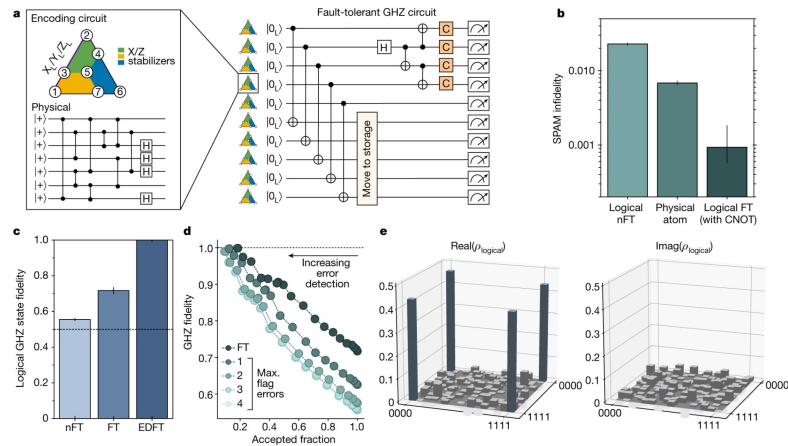 a
Encoding circuit
X_L/Y_L/Z_L
2
4
3
5
1
7
6
X/Z
stabilizers
Physical
|+⟩
|+⟩
|+⟩
|+⟩
|+⟩
|+⟩
|+⟩
H
H
H
H
Fault-tolerant GHZ circuit
|0_L⟩
|0_L⟩
|0_L⟩
|0_L⟩
|0_L⟩
|0_L⟩
|0_L⟩
|0_L⟩
|0_L⟩
|0_L⟩
H
C
C
C
Move to storage
b
SPAM infidelity
0.010
0.001
Logical nFT
Physical atom
Logical FT (with CNOT)
c
Logical GHZ state fidelity
1.0
0.8
0.6
0.4
0.2
0
nFT FT EDFT
d
GHZ fidelity
1.0
0.9
0.8
0.7
0.6
Increasing
error
detection
FT
1
2
3
4
Max.
flag
errors
0.2 0.4 0.6 0.8 1.0
Accepted fraction
e
Real(ρ_logical)
0.5
0.4
0.3
0.2
0.1
0
0000
1111
1111
0000
Imag(ρ_logical)
0.5
0.4
0.3
0.2
0.1
0
0000
1111
1111
0000